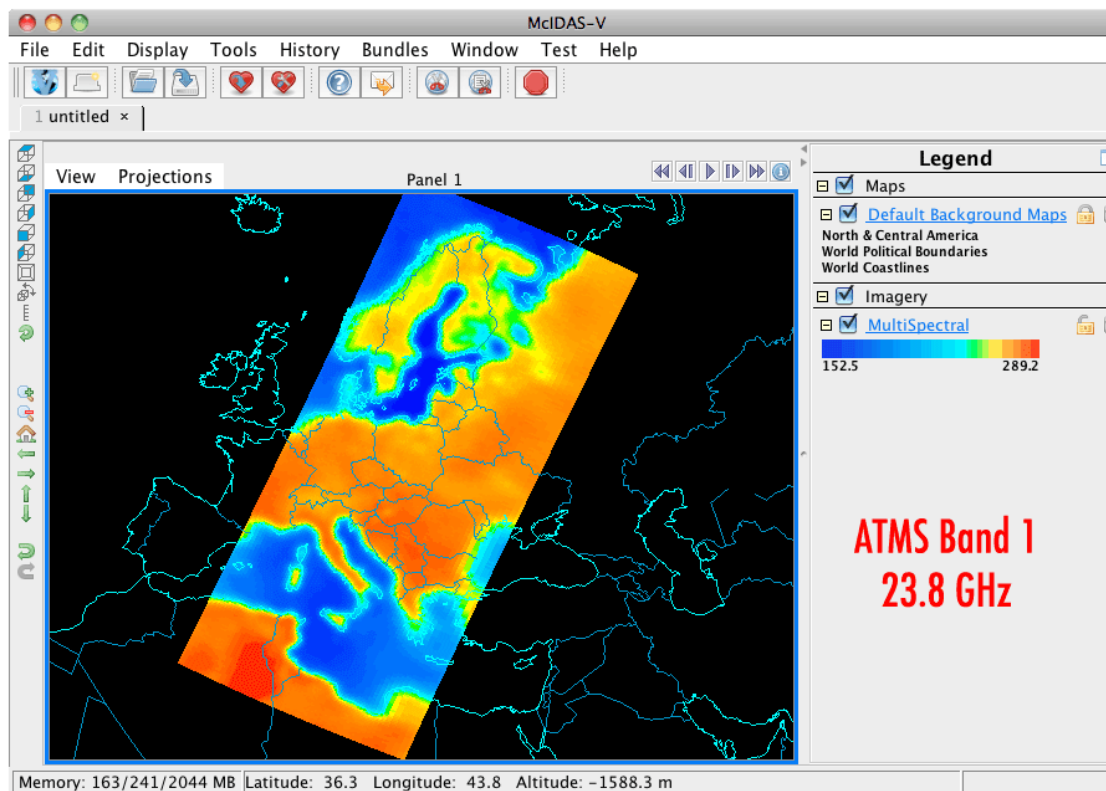 McIDAS-V
File Edit Display Tools History Bundles Window Test Help
1 untitled ×
View Projections
Panel 1
Legend
Maps
Default Background Maps
North & Central America
World Political Boundaries
World Coastlines
Imagery
MultiSpectral
152.5 289.2
ATMS Band 1
23.8 GHz
Memory: 163/241/2044 MB Latitude: 36.3 Longitude: 43.8 Altitude: -1588.3 m